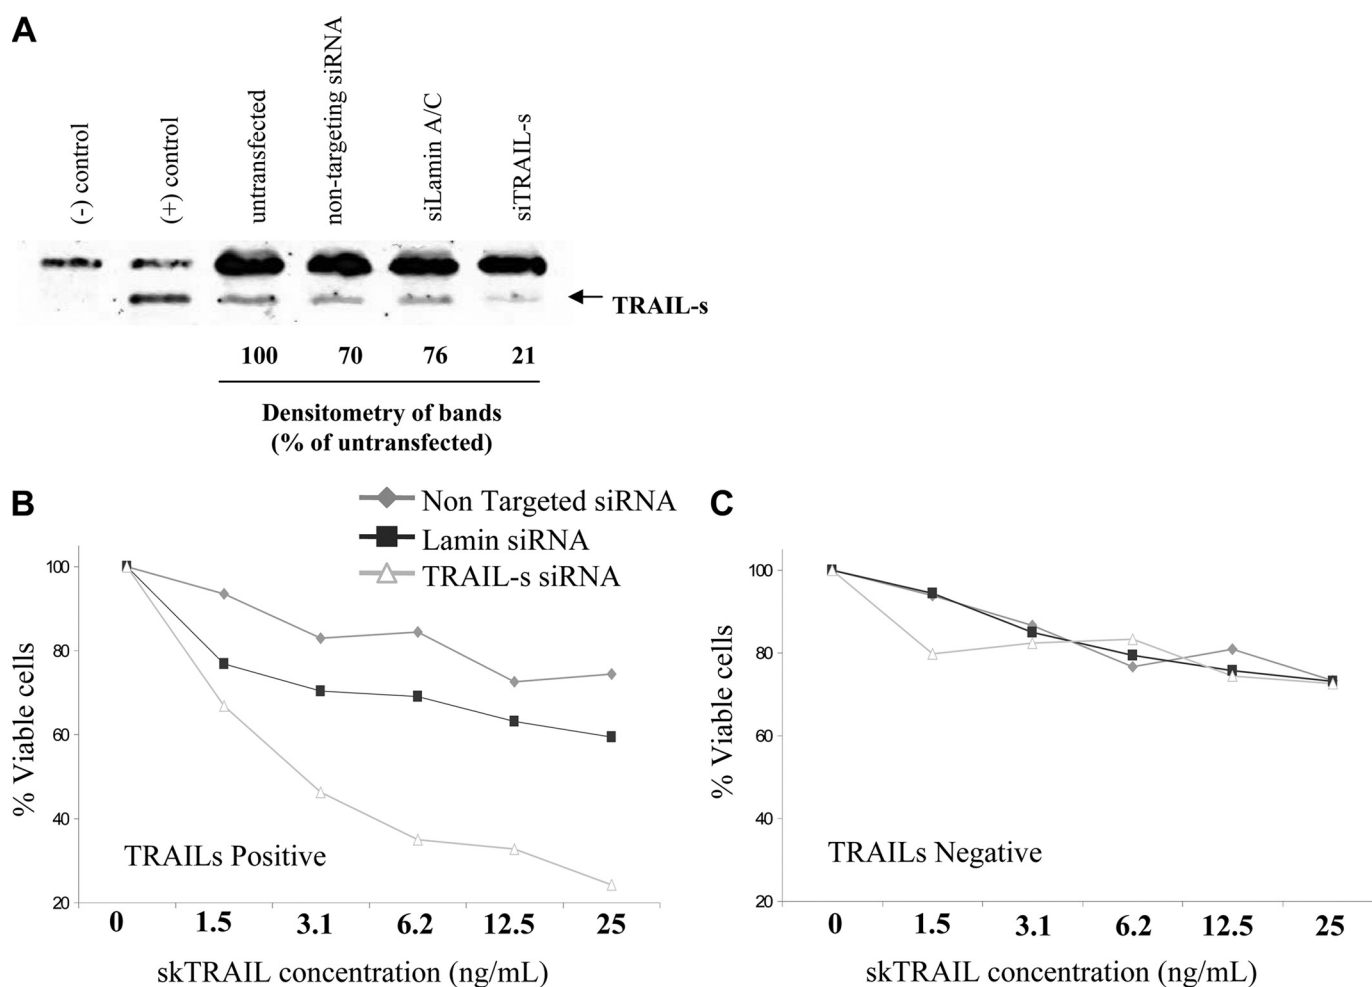 A
(-) control
(+) control
untransfected
non-targeting siRNA
siLamin A/C
siTRAIL-s
TRAIL-s
100 70 76 21
Densitometry of bands
(% of untransfected)
B
Non Targeted siRNA
Lamin siRNA
TRAIL-s siRNA
% Viable cells
100
80
60
40
20
TRAILs Positive
0 1.5 3.1 6.2 12.5 25
skTRAIL concentration (ng/mL)
C
% Viable cells
100
80
60
40
20
TRAILs Negative
0 1.5 3.1 6.2 12.5 25
skTRAIL concentration (ng/mL)